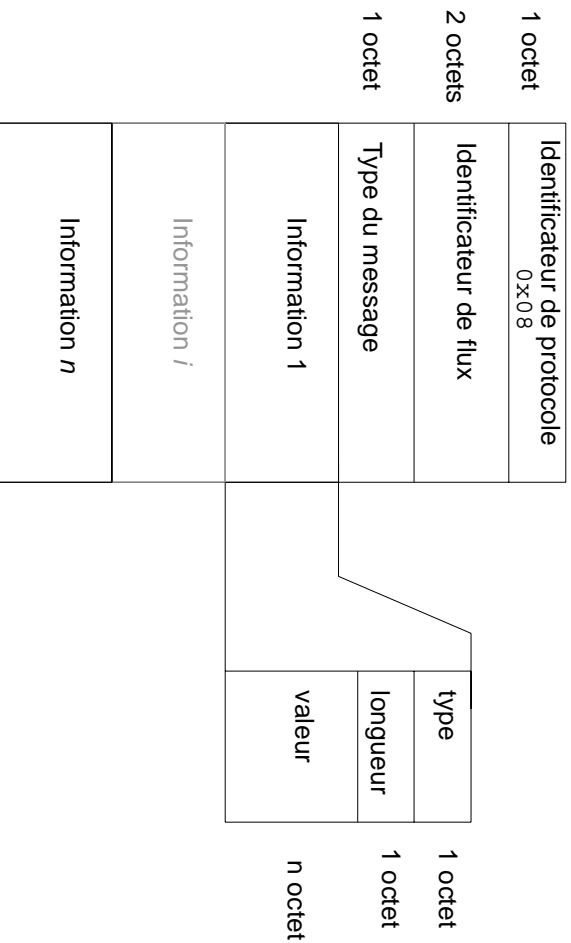 1 octet
Identificateur de protocole
0x08
2 octets
Identificateur de flux
1 octet
Type du message
Information 1
Information i
Information n
type
1 octet
longueur
1 octet
valeur
n octet